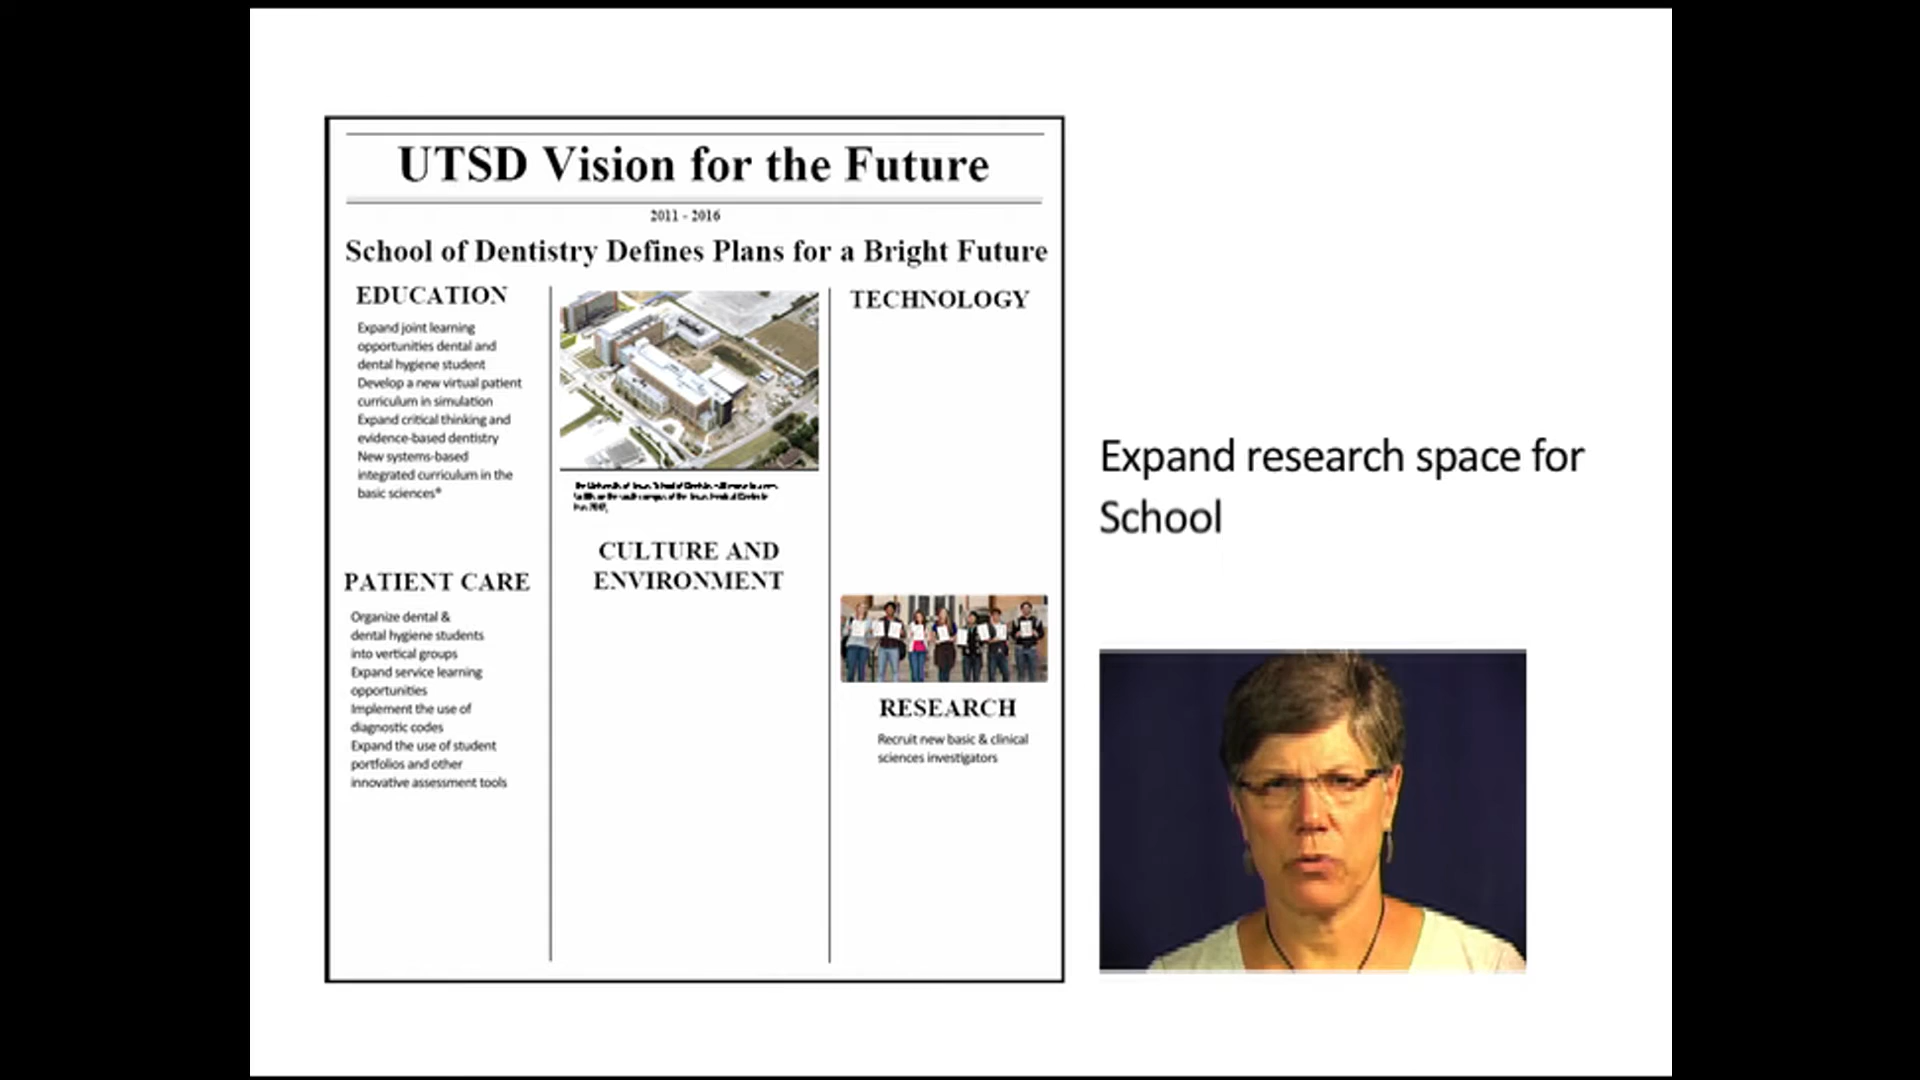 UTSD Vision for the Future
2011 - 2016
School of Dentistry Defines Plans for a Bright Future
EDUCATION
Expand joint learning
opportunities dental and
dental hygiene student
Develop a new virtual patient
curriculum in simulation
Expand critical thinking and
evidence-based dentistry
New systems-based
integrated curriculum in the
basic sciences*
PATIENT CARE
Organize dental &
dental hygiene students
into vertical groups
Expand service learning
opportunities
Implement the use of
diagnostic codes
Expand the use of student
portfolios and other
innovative assessment tools
CULTURE AND
ENVIRONMENT
TECHNOLOGY
RESEARCH
Recruit new basic & clinical
sciences investigators
Expand research space for
School